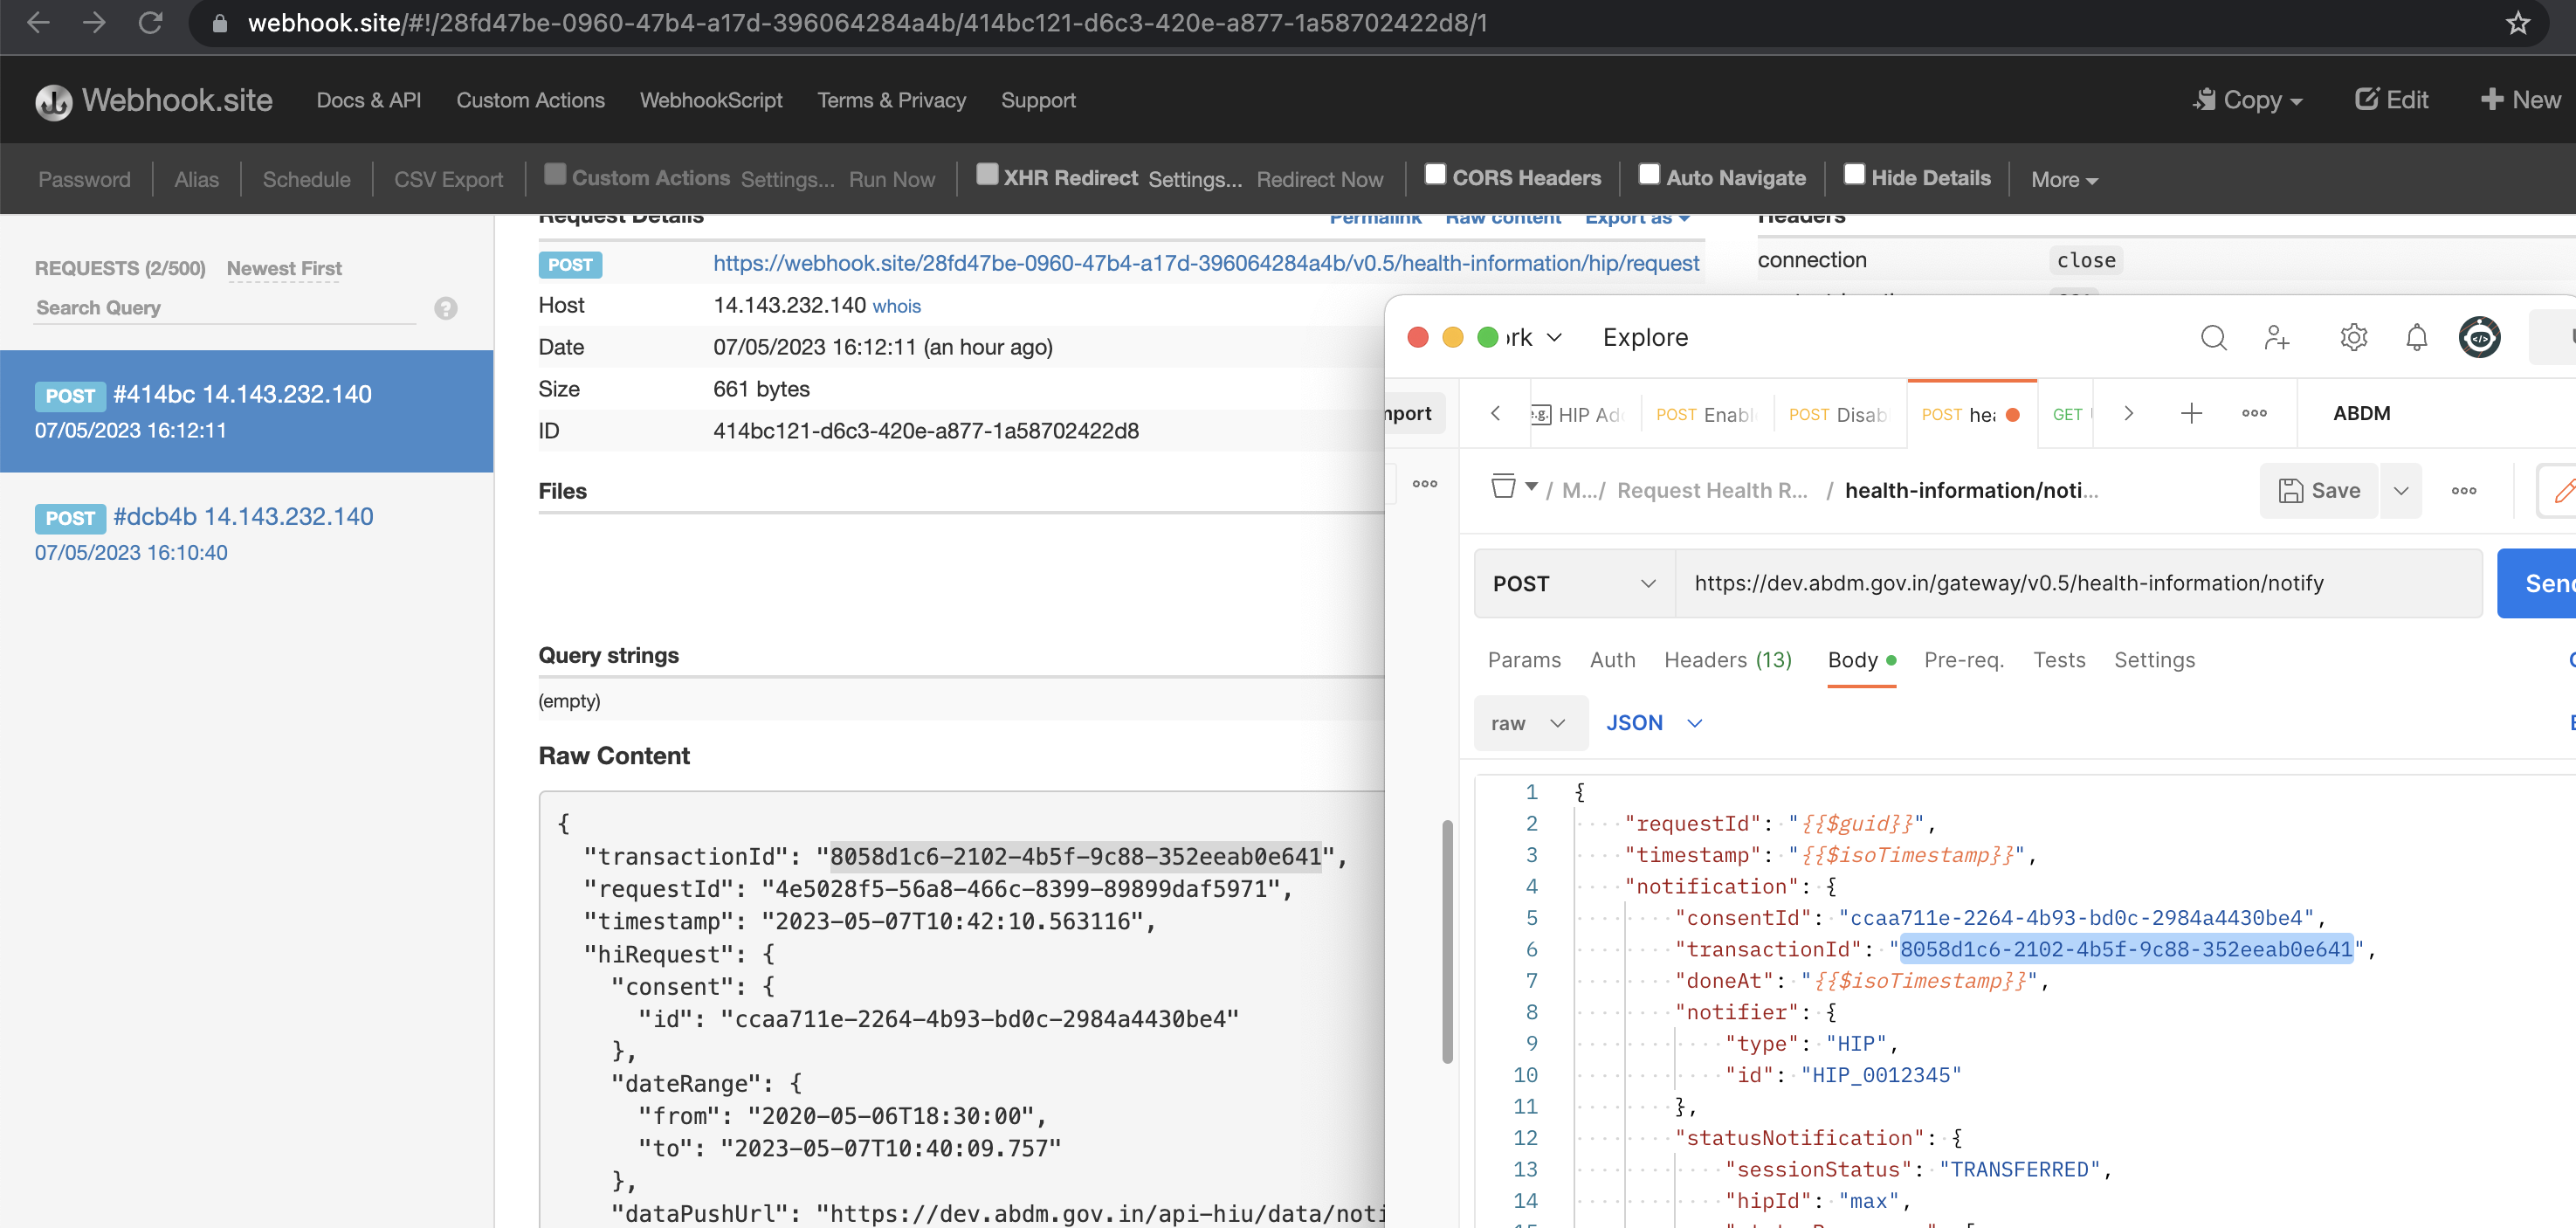 webhook.site/#!/28fd47be-0960-47b4-a17d-396064284a4b/414bc121-d6c3-420e-a877-1a58702422d8/1
Webhook.site Docs & API Custom Actions WebhookScript Terms & Privacy Support Copy Edit New
Password Alias Schedule CSV Export Custom Actions Settings... Run Now XHR Redirect Settings... Redirect Now CORS Headers Auto Navigate Hide Details More
REQUESTS (2/500) Newest First
Search Query
POST #414bc 14.143.232.140
07/05/2023 16:12:11
POST #dcb4b 14.143.232.140
07/05/2023 16:10:40
Request Details Permalink Raw content Export as
POST https://webhook.site/28fd47be-0960-47b4-a17d-396064284a4b/v0.5/health-information/hip/request
Host 14.143.232.140 whois
Date 07/05/2023 16:12:11 (an hour ago)
Size 661 bytes
ID 414bc121-d6c3-420e-a877-1a58702422d8
Files
Query strings
(empty)
Raw Content
{
"transactionId": "8058d1c6-2102-4b5f-9c88-352eeab0e641",
"requestId": "4e5028f5-56a8-466c-8399-89899daf5971",
"timestamp": "2023-05-07T10:42:10.563116",
"hiRequest": {
"consent": {
"id": "ccaa711e-2264-4b93-bd0c-2984a4430be4"
},
"dateRange": {
"from": "2020-05-06T18:30:00",
"to": "2023-05-07T10:40:09.757"
},
"dataPushUrl": "https://dev.abdm.gov.in/api-hiu/data/noti
Headers
connection close
rk Explore
mport e.g. HIP Ad POST Enabl POST Disab POST hea GET ABDM
/ M.../ Request Health R... / health-information/noti... Save
POST https://dev.abdm.gov.in/gateway/v0.5/health-information/notify Send
Params Auth Headers (13) Body Pre-req. Tests Settings
raw JSON
1 {
2 "requestId": "{{$guid}}",
3 "timestamp": "{{$isoTimestamp}}",
4 "notification": {
5 "consentId": "ccaa711e-2264-4b93-bd0c-2984a4430be4",
6 "transactionId": "8058d1c6-2102-4b5f-9c88-352eeab0e641",
7 "doneAt": "{{$isoTimestamp}}",
8 "notifier": {
9 "type": "HIP",
10 "id": "HIP_0012345"
11 },
12 "statusNotification": {
13 "sessionStatus": "TRANSFERRED",
14 "hipId": "max",